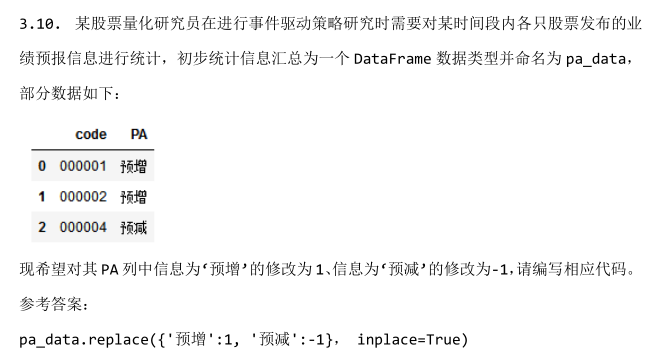 3.10. 某股票量化研究员在进行事件驱动策略研究时需要对某时间段内各只股票发布的业
绩预报信息进行统计，初步统计信息汇总为一个 DataFrame 数据类型并命名为 pa_data，
部分数据如下：
code PA
0 000001 预增
1 000002 预增
2 000004 预减
现希望对其 PA 列中信息为‘预增’的修改为 1、信息为‘预减’的修改为-1，请编写相应代码。
参考答案：
pa_data.replace({'预增':1, '预减':-1}， inplace=True)